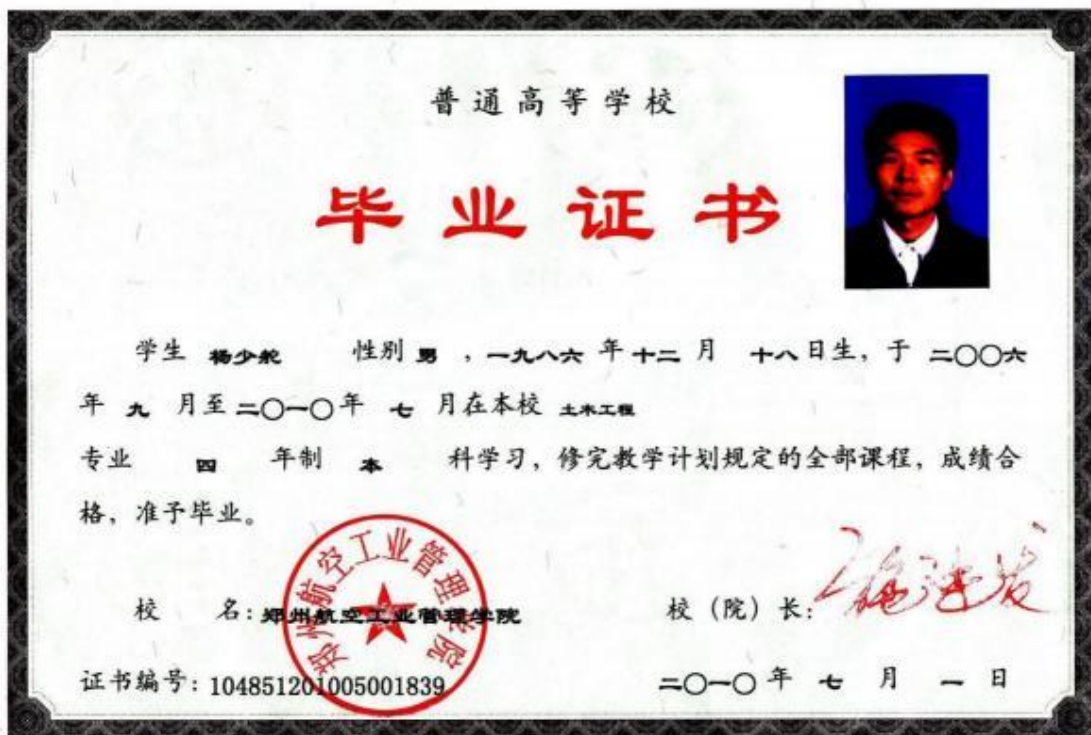 普通高等学校
毕业证书
学生 杨少舵 性别 男 ，一九八六 年 十二 月 十八日生，于 二〇〇六
年 九 月至 二〇一〇年 七 月在本校 土木工程
专业 四 年制 本 科学习，修完教学计划规定的全部课程，成绩合
格，准予毕业。
郑州航空工业管理学院
校 名：郑州航空工业管理学院 校（院）长：
证书编号：104851201005001839 二〇一〇 年 七 月 一 日